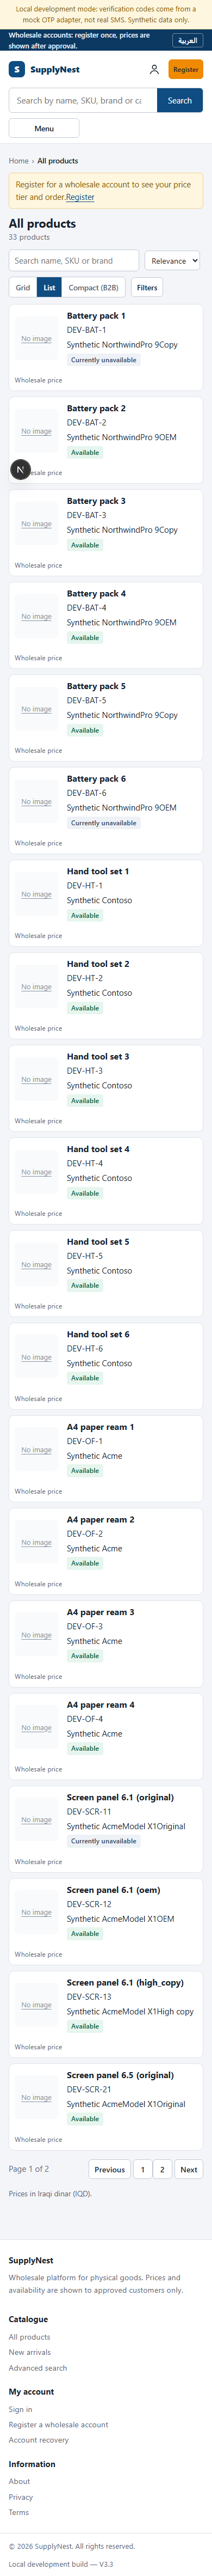 Local development mode: verification codes come from a
mock OTP adapter, not real SMS. Synthetic data only.
Wholesale accounts: register once, prices are
shown after approval.
العربية
S SupplyNest
Register
Search by name, SKU, brand or ca
Search
Menu
Home › All products
Register for a wholesale account to see your price
tier and order.Register
All products
33 products
Search name, SKU or brand
Relevance
Grid List Compact (B2B) Filters
No image
Battery pack 1
DEV-BAT-1
Synthetic NorthwindPro 9Copy
Currently unavailable
Wholesale price
No image
Battery pack 2
DEV-BAT-2
Synthetic NorthwindPro 9OEM
Available
N
esale price
No image
Battery pack 3
DEV-BAT-3
Synthetic NorthwindPro 9Copy
Available
Wholesale price
No image
Battery pack 4
DEV-BAT-4
Synthetic NorthwindPro 9OEM
Available
Wholesale price
No image
Battery pack 5
DEV-BAT-5
Synthetic NorthwindPro 9Copy
Available
Wholesale price
No image
Battery pack 6
DEV-BAT-6
Synthetic NorthwindPro 9OEM
Currently unavailable
Wholesale price
No image
Hand tool set 1
DEV-HT-1
Synthetic Contoso
Available
Wholesale price
No image
Hand tool set 2
DEV-HT-2
Synthetic Contoso
Available
Wholesale price
No image
Hand tool set 3
DEV-HT-3
Synthetic Contoso
Available
Wholesale price
No image
Hand tool set 4
DEV-HT-4
Synthetic Contoso
Available
Wholesale price
No image
Hand tool set 5
DEV-HT-5
Synthetic Contoso
Available
Wholesale price
No image
Hand tool set 6
DEV-HT-6
Synthetic Contoso
Available
Wholesale price
No image
A4 paper ream 1
DEV-OF-1
Synthetic Acme
Available
Wholesale price
No image
A4 paper ream 2
DEV-OF-2
Synthetic Acme
Available
Wholesale price
No image
A4 paper ream 3
DEV-OF-3
Synthetic Acme
Available
Wholesale price
No image
A4 paper ream 4
DEV-OF-4
Synthetic Acme
Available
Wholesale price
No image
Screen panel 6.1 (original)
DEV-SCR-11
Synthetic AcmeModel X1Original
Currently unavailable
Wholesale price
No image
Screen panel 6.1 (oem)
DEV-SCR-12
Synthetic AcmeModel X1OEM
Available
Wholesale price
No image
Screen panel 6.1 (high_copy)
DEV-SCR-13
Synthetic AcmeModel X1High copy
Available
Wholesale price
No image
Screen panel 6.5 (original)
DEV-SCR-21
Synthetic AcmeModel X1Original
Available
Wholesale price
Page 1 of 2
Previous 1 2 Next
Prices in Iraqi dinar (IQD).
SupplyNest
Wholesale platform for physical goods. Prices and
availability are shown to approved customers only.
Catalogue
All products
New arrivals
Advanced search
My account
Sign in
Register a wholesale account
Account recovery
Information
About
Privacy
Terms
© 2026 SupplyNest. All rights reserved.
Local development build — V3.3